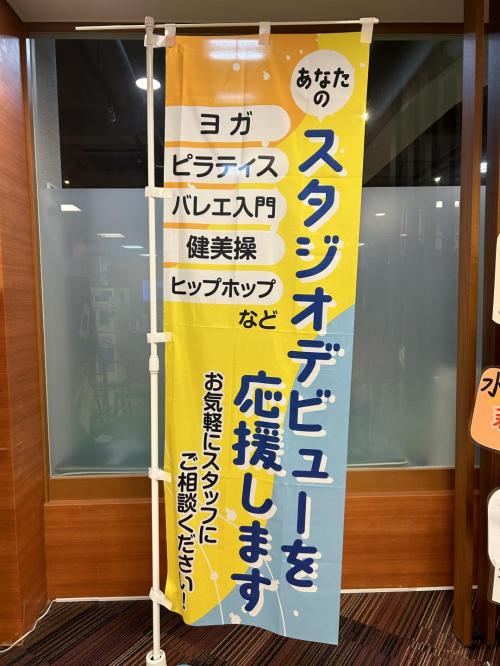 あなた
の
スタジオデビューを
応援します
ヨガ
ピラティス
バレエ入門
健美操
ヒップホップ
など
お気軽にスタッフに
ご相談ください!
水